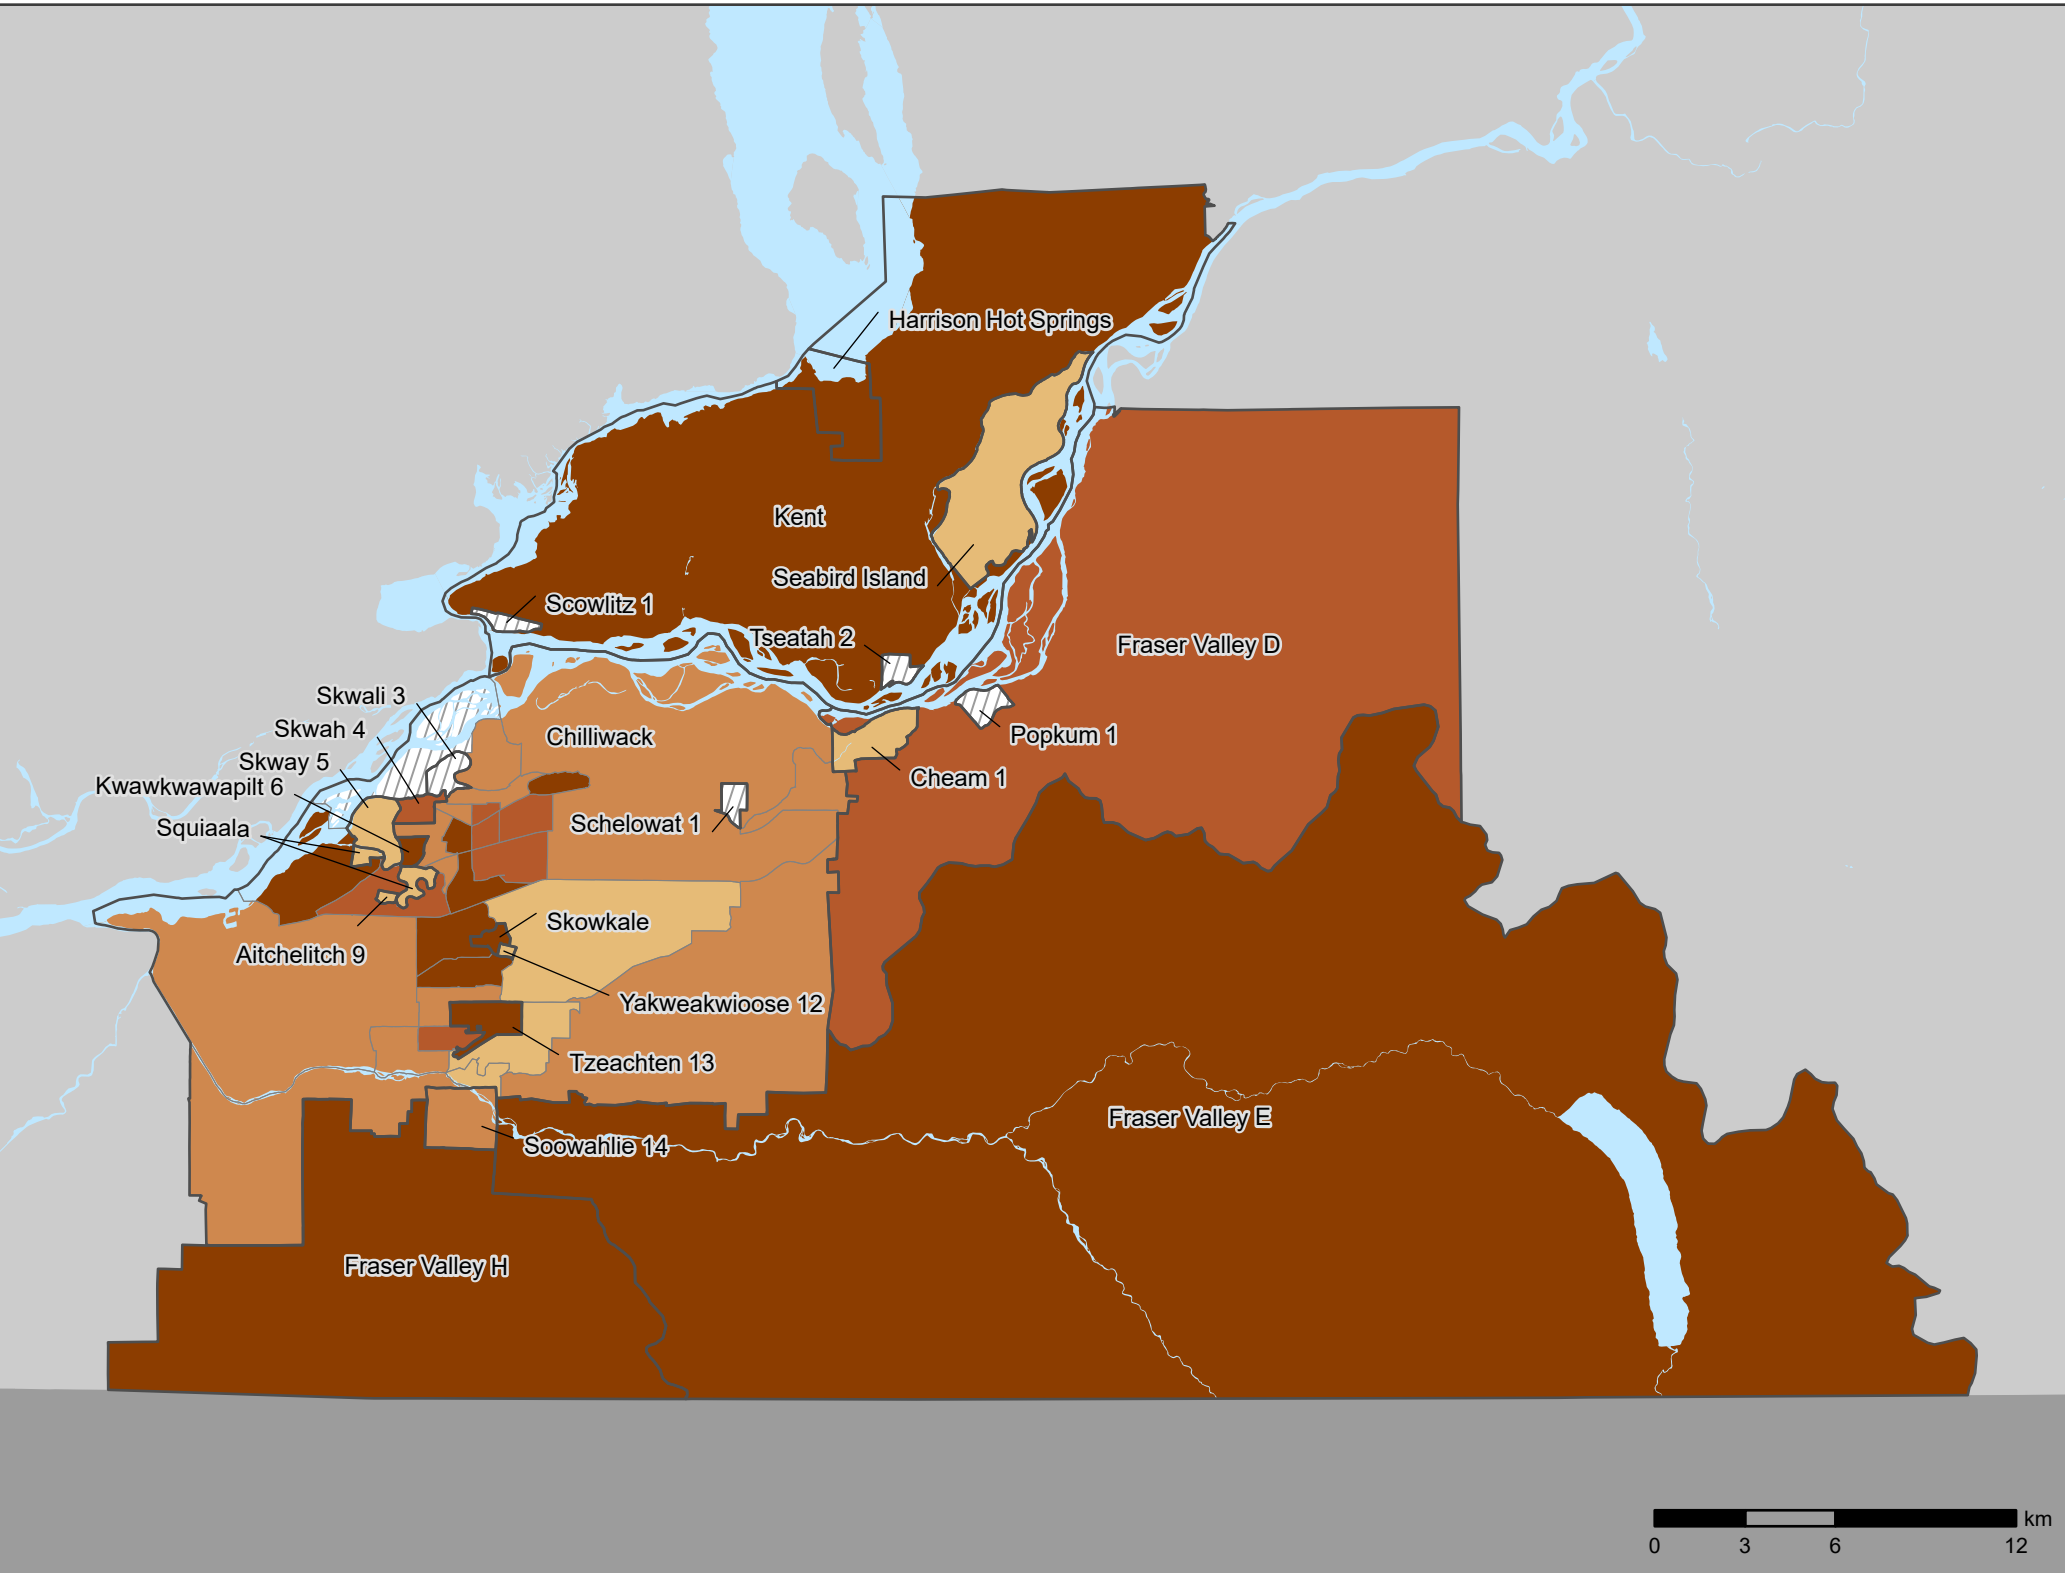 Harrison Hot Springs
Kent
Seabird Island
Scowlitz 1
Tseatah 2
Fraser Valley D
Skwali 3
Skwah 4
Chilliwack
Popkum 1
Skway 5
Cheam 1
Kwawkwawapilt 6
Squiaala
Schelowat 1
Skowkale
Aitchelitch 9
Yakweakwioose 12
Tzeachten 13
Fraser Valley E
Soowahlie 14
Fraser Valley H
km
0 3 6 12